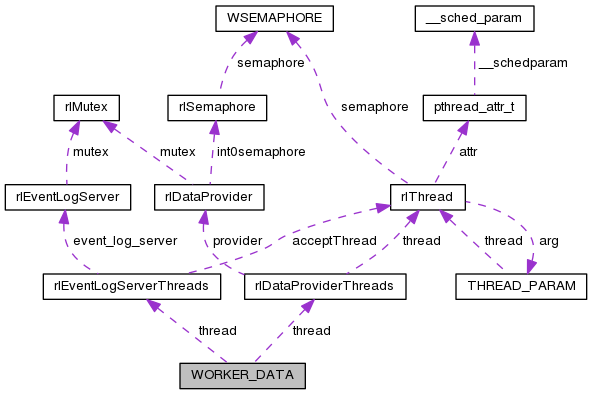 WSEMAPHORE
__sched_param
semaphore
__schedparam
rlMutex
rlSemaphore
semaphore
pthread_attr_t
mutex
mutex
int0semaphore
attr
rlEventLogServer
rlDataProvider
rlThread
event_log_server
provider
acceptThread
thread
thread
arg
rlEventLogServerThreads
rlDataProviderThreads
THREAD_PARAM
thread
thread
WORKER_DATA